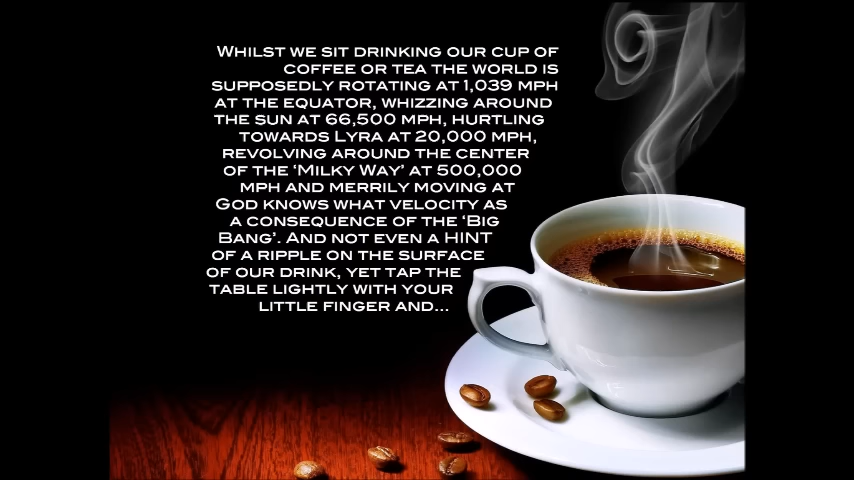 Whilst we sit drinking our cup of
coffee or tea the world is
supposedly rotating at 1,039 mph
at the equator, whizzing around
the sun at 66,500 mph, hurtling
towards Lyra at 20,000 mph,
revolving around the center
of the ‘Milky Way’ at 500,000
mph and merrily moving at
God knows what velocity as
a consequence of the ‘Big
Bang’. And not even a HINT
of a ripple on the surface
of our drink, yet tap the
table lightly with your
little finger and...